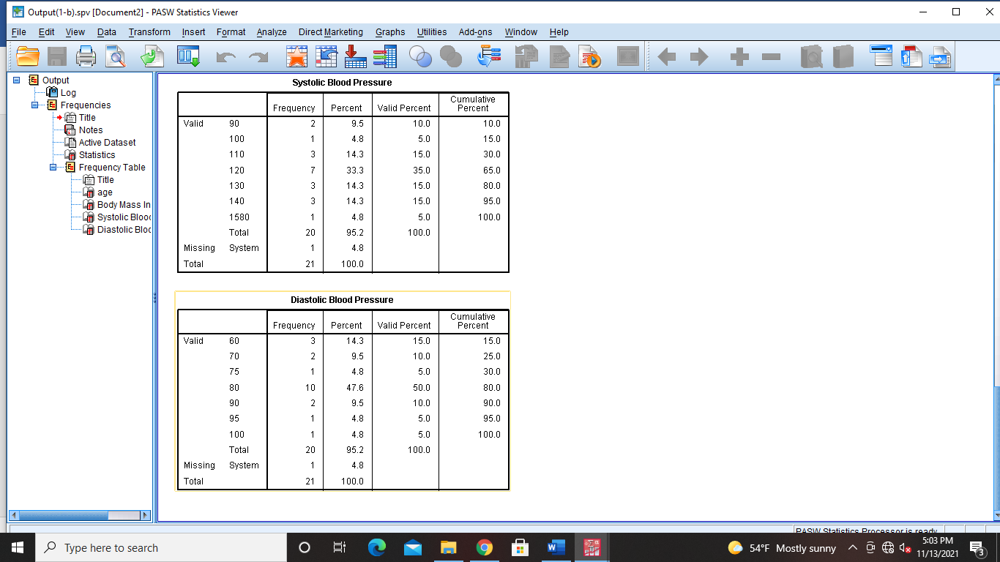 Output(1-b).spv [Document2] - PASW Statistics Viewer
File Edit View Data Transform Insert Format Analyze Direct Marketing Graphs Utilities Add-ons Window Help
Output
Log
Frequencies
Title
Notes
Active Dataset
Statistics
Frequency Table
Title
age
Body Mass In
Systolic Blood
Diastolic Bloc
Systolic Blood Pressure
Frequency Percent Valid Percent Cumulative Percent
Valid 90 2 9.5 10.0 10.0
100 1 4.8 5.0 15.0
110 3 14.3 15.0 30.0
120 7 33.3 35.0 65.0
130 3 14.3 15.0 80.0
140 3 14.3 15.0 95.0
1580 1 4.8 5.0 100.0
Total 20 95.2 100.0
Missing System 1 4.8
Total 21 100.0
Diastolic Blood Pressure
Frequency Percent Valid Percent Cumulative Percent
Valid 60 3 14.3 15.0 15.0
70 2 9.5 10.0 25.0
75 1 4.8 5.0 30.0
80 10 47.6 50.0 80.0
90 2 9.5 10.0 90.0
95 1 4.8 5.0 95.0
100 1 4.8 5.0 100.0
Total 20 95.2 100.0
Missing System 1 4.8
Total 21 100.0
PASW Statistics Processor is ready
Type here to search
54°F Mostly sunny
5:03 PM
11/13/2021
3